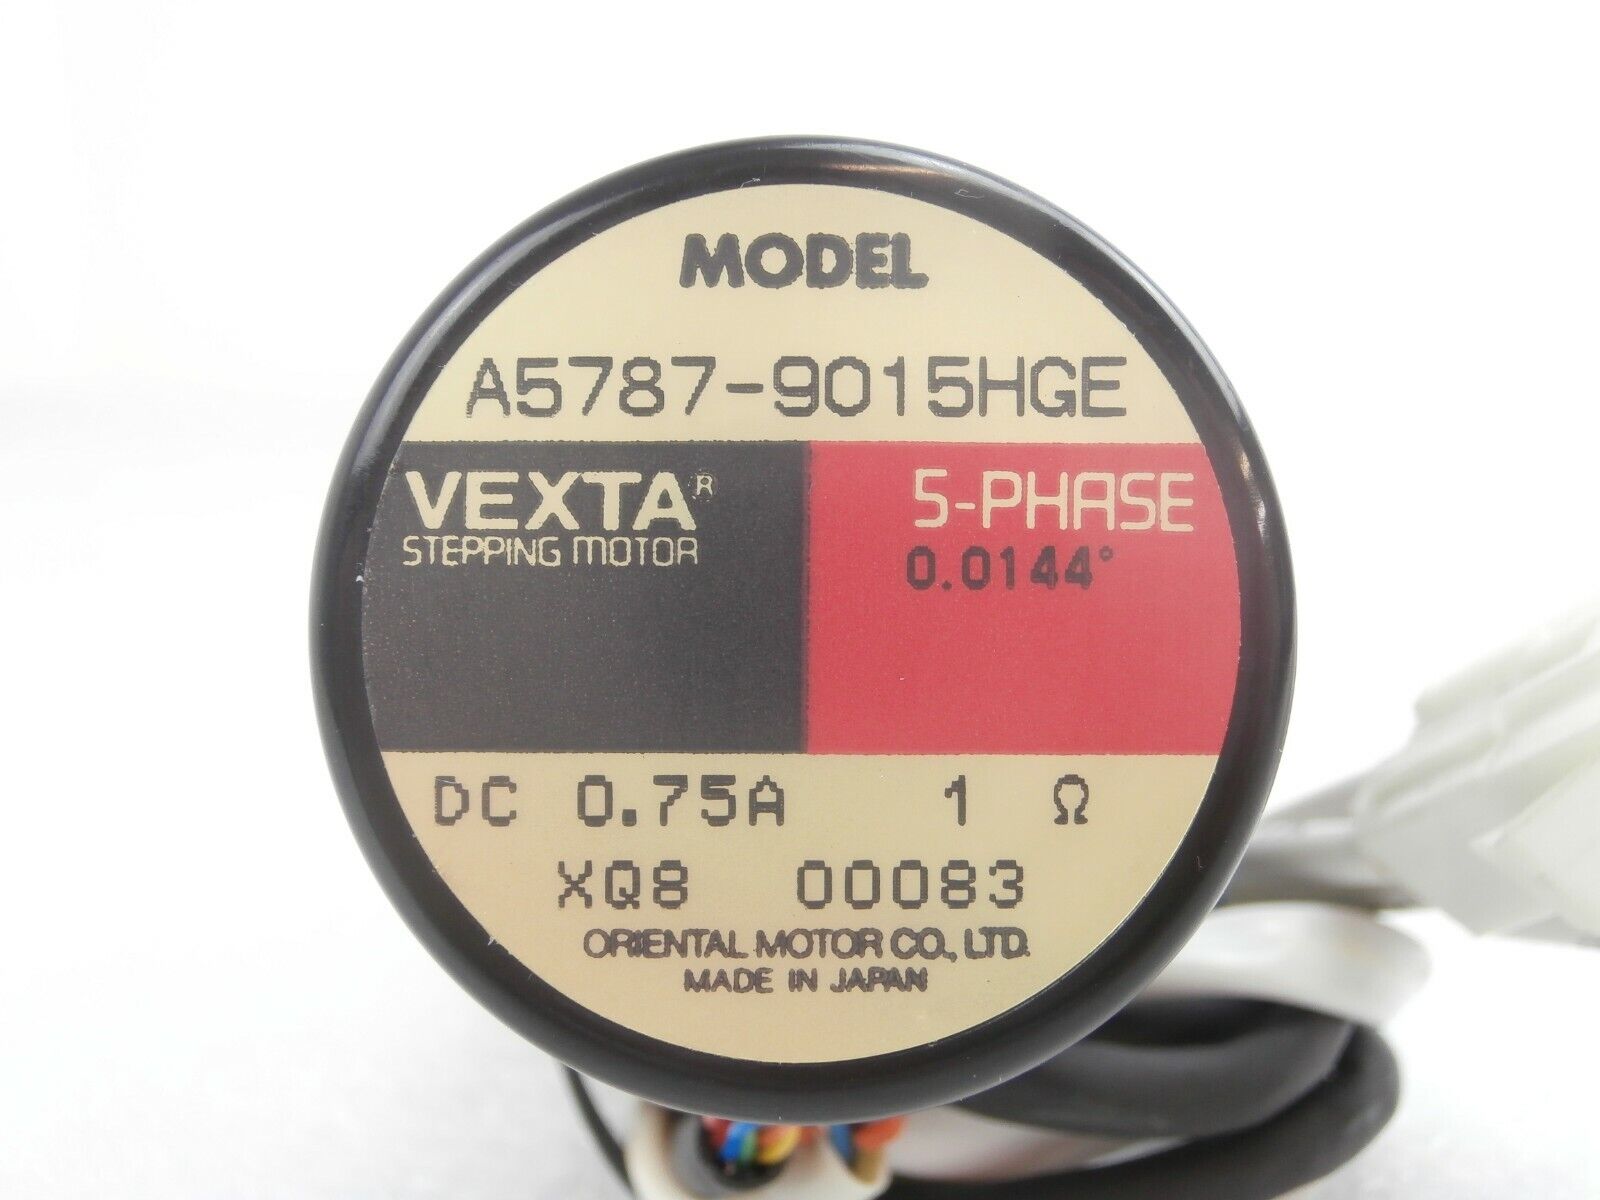 MODEL
A5787-9015HGE
VEXTA® 5-PHASE
STEPPING MOTOR 0.0144°
DC 0.75A 1 Ω
XQ8 00083
ORIENTAL MOTOR CO., LTD.
MADE IN JAPAN